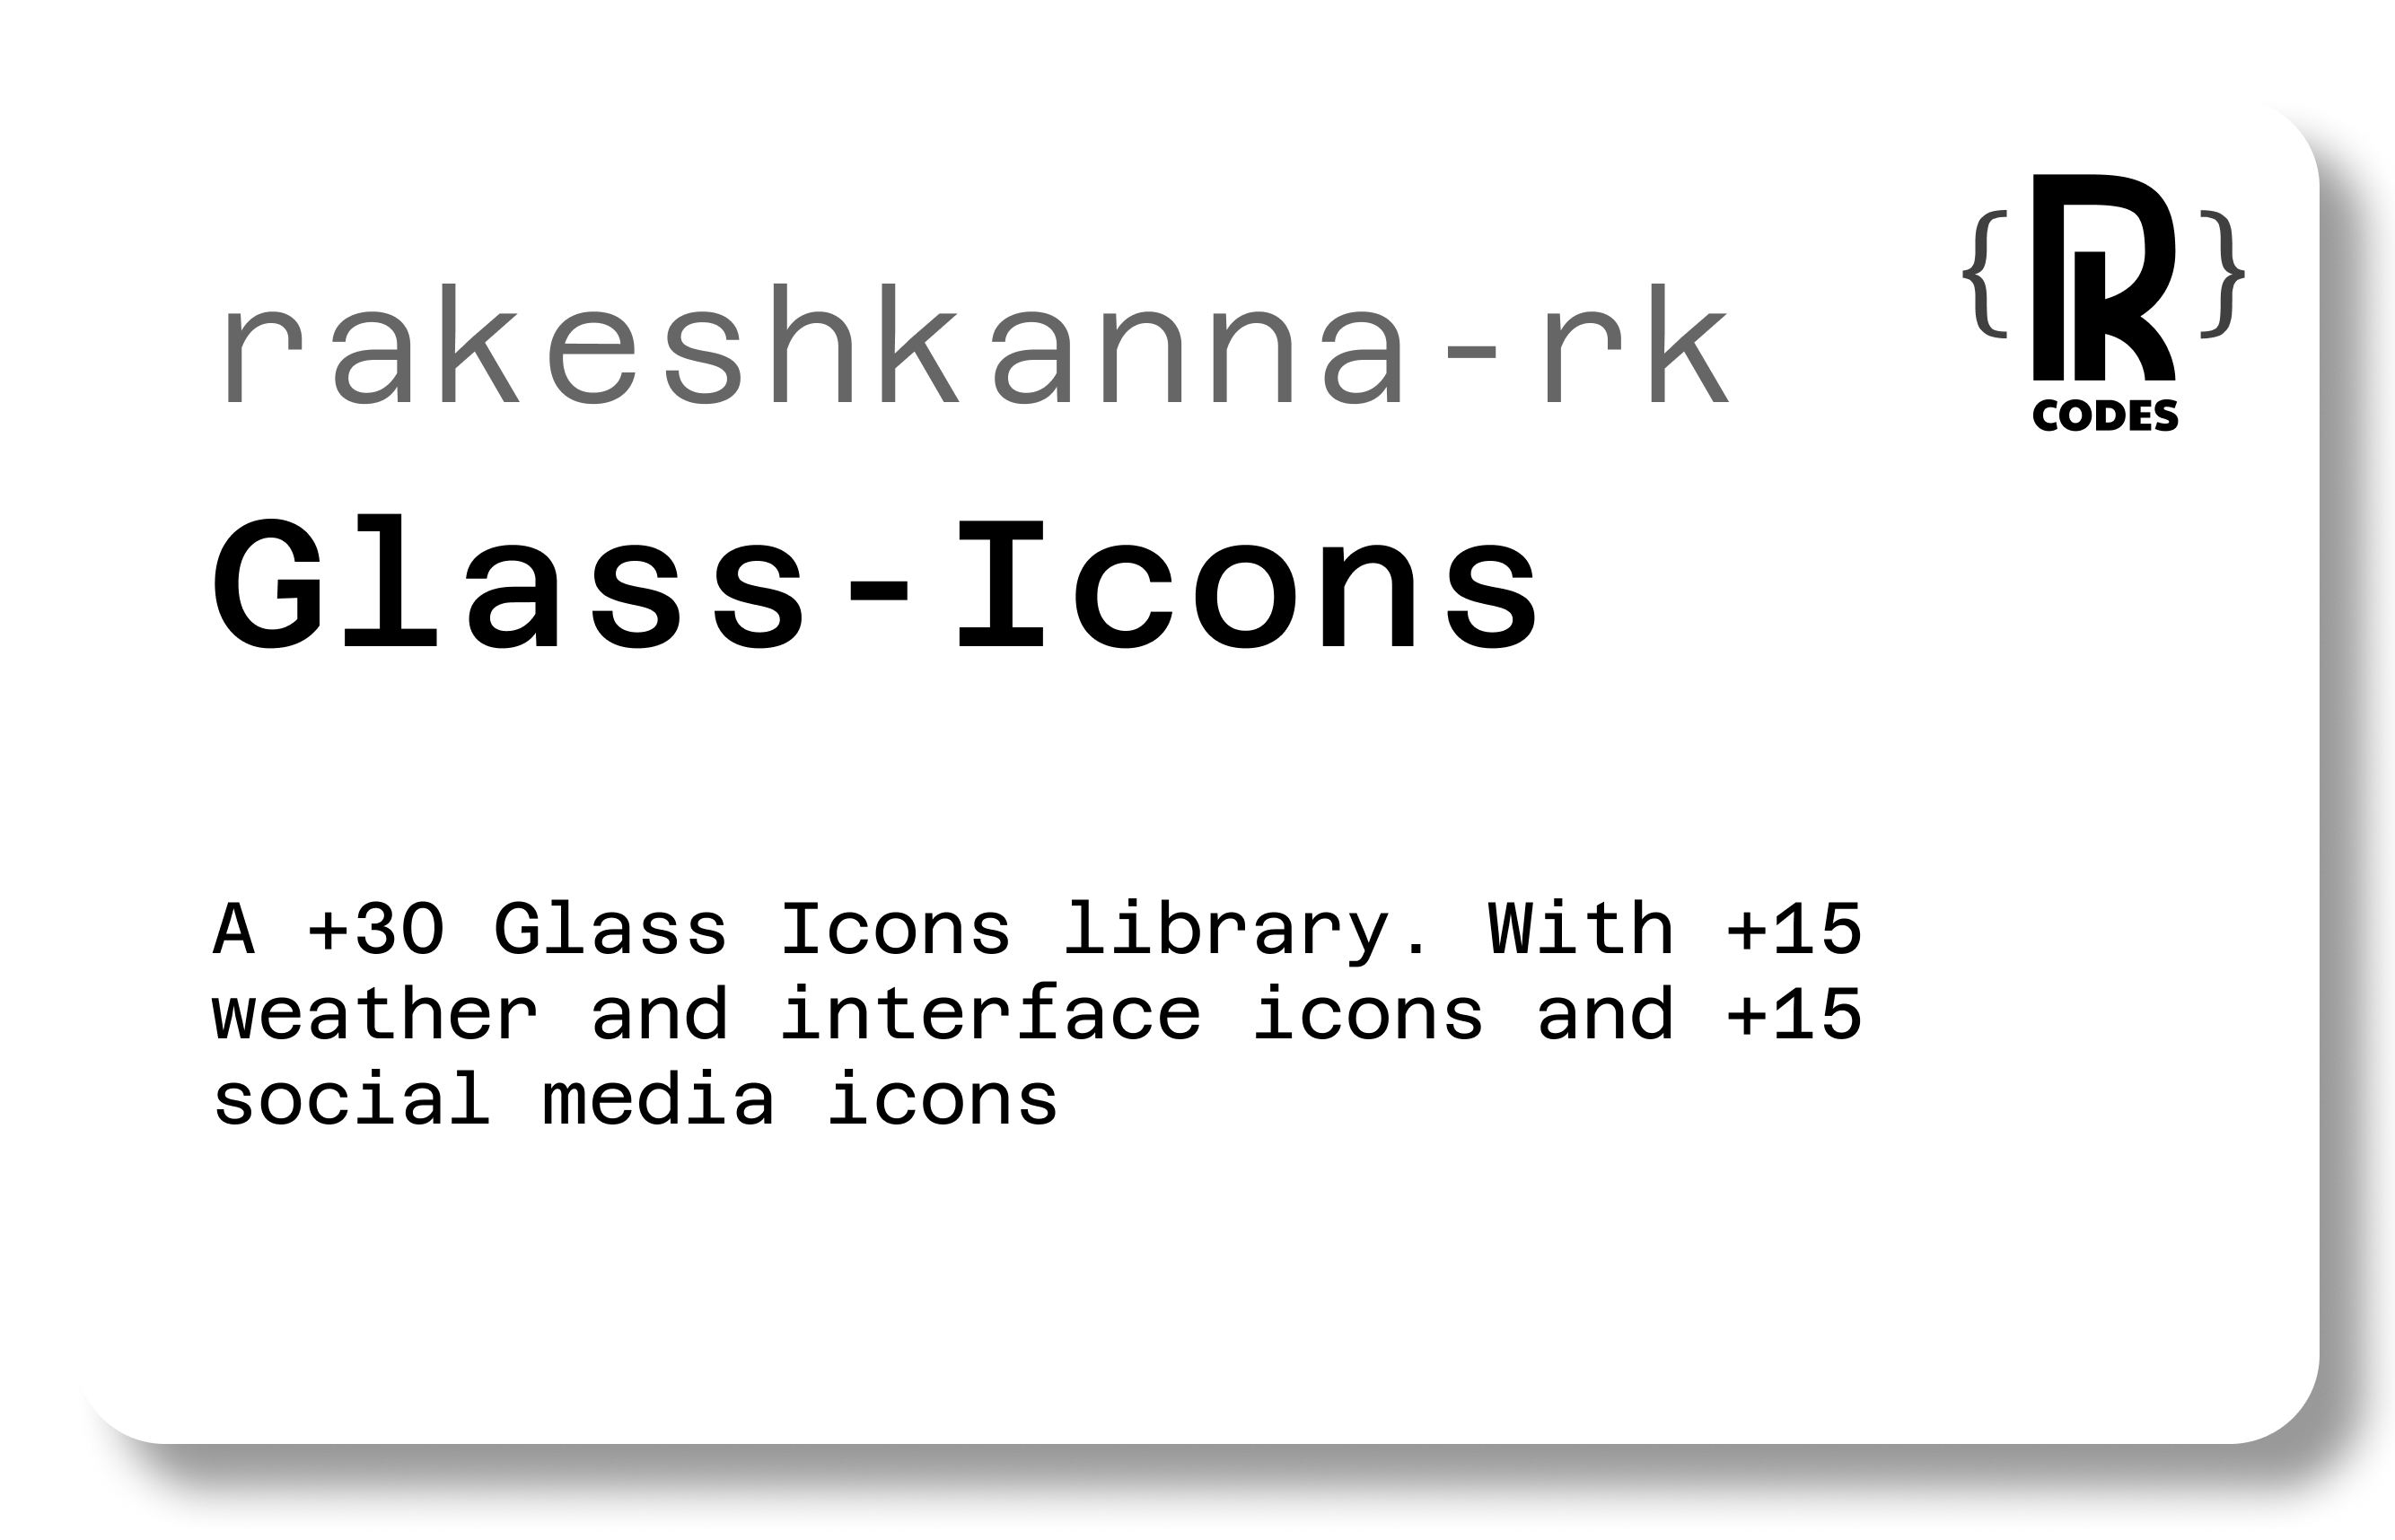 rakeshkanna-rk
{ RK }
CODES
Glass-Icons
A +30 Glass Icons library. With +15
weather and interface icons and +15
social media icons